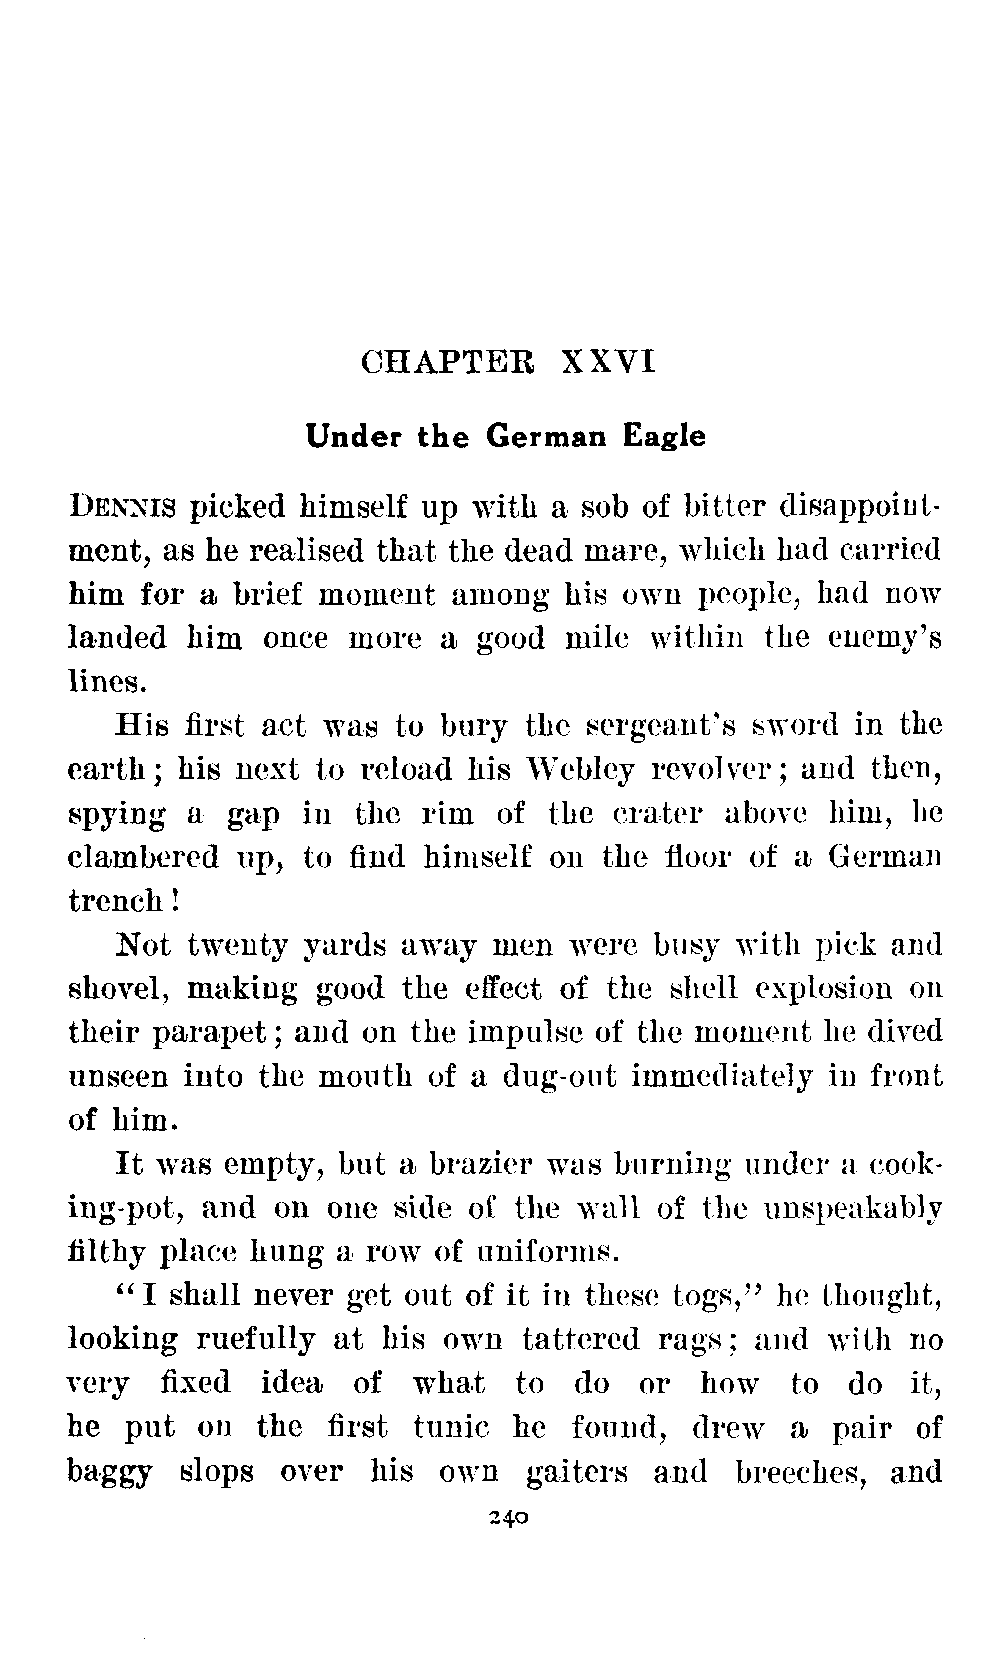 CHAPTER XXVI
Under the German Eagle
DENNIS picked himself up with a sob of bitter disappoint-
ment, as he realised that the dead mare, which had carried
him for a brief moment among his own people, had now
landed him once more a good mile within the enemy's
lines.
His first act was to bury the sergeant's sword in the
earth; his next to reload his Webley revolver; and then,
spying a gap in the rim of the crater above him, he
clambered up, to find himself on the floor of a German
trench!
Not twenty yards away men were busy with pick and
shovel, making good the effect of the shell explosion on
their parapet; and on the impulse of the moment he dived
unseen into the mouth of a dug-out immediately in front
of him.
It was empty, but a brazier was burning under a cook-
ing-pot, and on one side of the wall of the unspeakably
filthy place hung a row of uniforms.
"I shall never get out of it in these togs," he thought,
looking ruefully at his own tattered rags; and with no
very fixed idea of what to do or how to do it,
he put on the first tunic he found, drew a pair of
baggy slops over his own gaiters and breeches, and
240